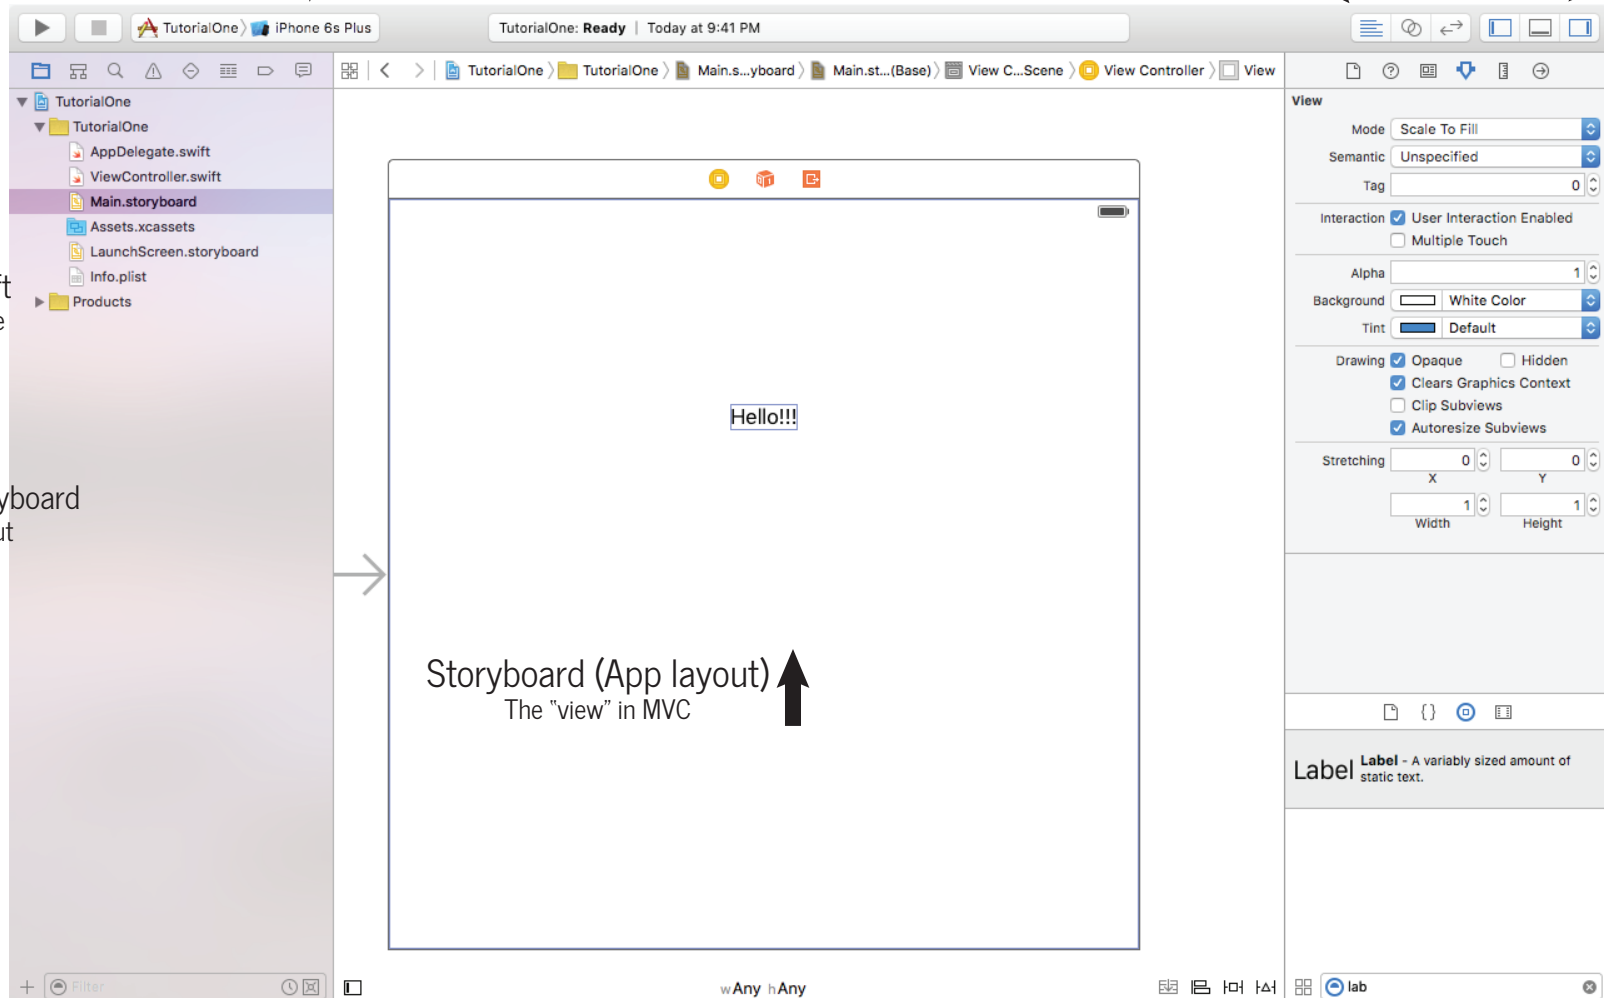 TutorialOne
iPhone 6s Plus
TutorialOne: Ready | Today at 9:41 PM
TutorialOne
TutorialOne
Main.s...yboard
Main.st...(Base)
View C...Scene
View Controller
View
TutorialOne
TutorialOne
AppDelegate.swift
ViewController.swift
Main.storyboard
Assets.xcassets
LaunchScreen.storyboard
Info.plist
Products
yboard
Hello!!!
Storyboard (App layout)
The "view" in MVC
View
Mode Scale To Fill
Semantic Unspecified
Tag 0
Interaction User Interaction Enabled
Multiple Touch
Alpha 1
Background White Color
Tint Default
Drawing Opaque Hidden
Clears Graphics Context
Clip Subviews
Autoresize Subviews
Stretching 0 0
X Y
1 1
Width Height
{}
Label Label - A variably sized amount of
static text.
Filter
wAny hAny
lab